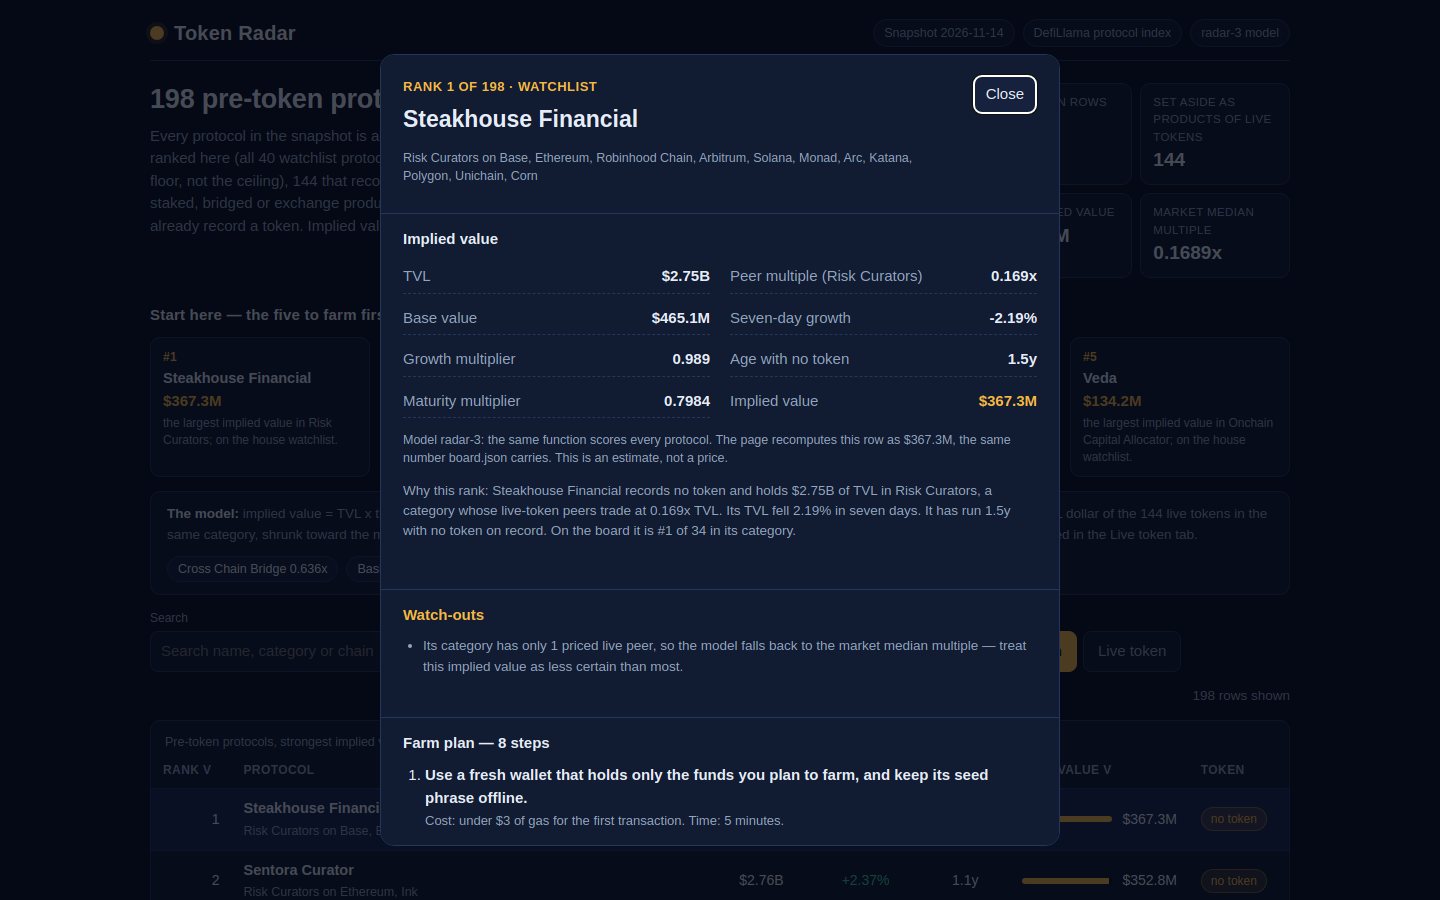 Token Radar
Snapshot 2026-11-14
DefiLlama protocol index
radar-3 model
198 pre-token
Every protocol in the snapshot is a
ranked here (all 40 watchlist
floor, not the ceiling), 144 that
staked, bridged or exchange
already record a token. Implied
ROWS
SET ASIDE AS
PRODUCTS OF LIVE
TOKENS
144
VALUE
MARKET MEDIAN
MULTIPLE
0.1689x
Start here — the five to farm
#1
Steakhouse Financial
$367.3M
the largest implied value in Risk
Curators; on the house watchlist.
#5
Veda
$134.2M
the largest implied value in Onchain
Capital Allocator; on the house
watchlist.
The model: implied value = TVL x
dollar of the 144 live tokens in the
same category, shrunk toward the
in the Live token tab.
Cross Chain Bridge 0.636x
Search
Search name, category or chain
Live token
198 rows shown
Pre-token protocols, strongest implied
RANK V
PROTOCOL
VALUE V
TOKEN
1
Steakhouse
Risk Curators on Base,
$367.3M
no token
2
Sentora Curator
Risk Curators on Ethereum, Ink
$2.76B
+2.37%
1.1y
$352.8M
no token
RANK 1 OF 198 · WATCHLIST
Close
Steakhouse Financial
Risk Curators on Base, Ethereum, Robinhood Chain, Arbitrum, Solana, Monad, Arc, Katana,
Polygon, Unichain, Corn
Implied value
TVL $2.75B
Peer multiple (Risk Curators) 0.169x
Base value $465.1M
Seven-day growth -2.19%
Growth multiplier 0.989
Age with no token 1.5y
Maturity multiplier 0.7984
Implied value $367.3M
Model radar-3: the same function scores every protocol. The page recomputes this row as $367.3M, the same
number board.json carries. This is an estimate, not a price.
Why this rank: Steakhouse Financial records no token and holds $2.75B of TVL in Risk Curators, a
category whose live-token peers trade at 0.169x TVL. Its TVL fell 2.19% in seven days. It has run 1.5y
with no token on record. On the board it is #1 of 34 in its category.
Watch-outs
• Its category has only 1 priced live peer, so the model falls back to the market median multiple — treat
this implied value as less certain than most.
Farm plan — 8 steps
1. Use a fresh wallet that holds only the funds you plan to farm, and keep its seed
phrase offline.
Cost: under $3 of gas for the first transaction. Time: 5 minutes.